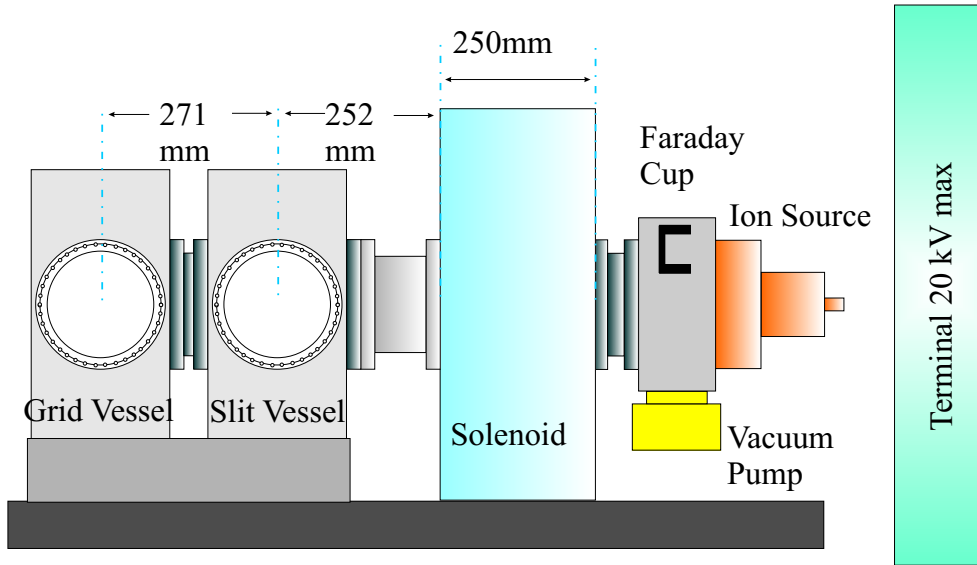 250mm
271
mm
252
mm
Faraday
Cup
Ion Source
Grid Vessel
Slit Vessel
Solenoid
Vacuum
Pump
Terminal 20 kV max